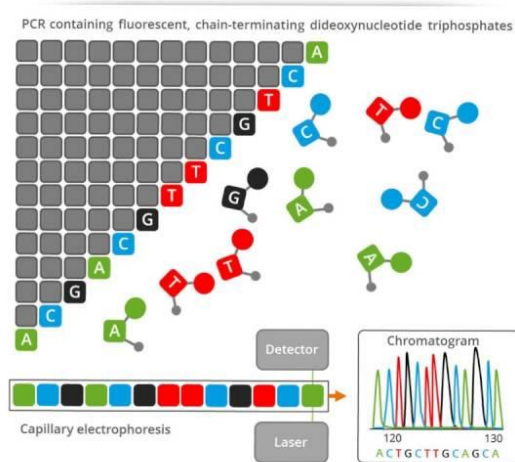 PCR containing fluorescent, chain-terminating dideoxynucleotide triphosphates
A
C
T
G
C
T
T
G
C
A
G
C
A
C
T
C
G
A
C
T
T
A
A
Detector
Laser
Capillary electrophoresis
Chromatogram
120 130
ACTGCTTGCAGCA